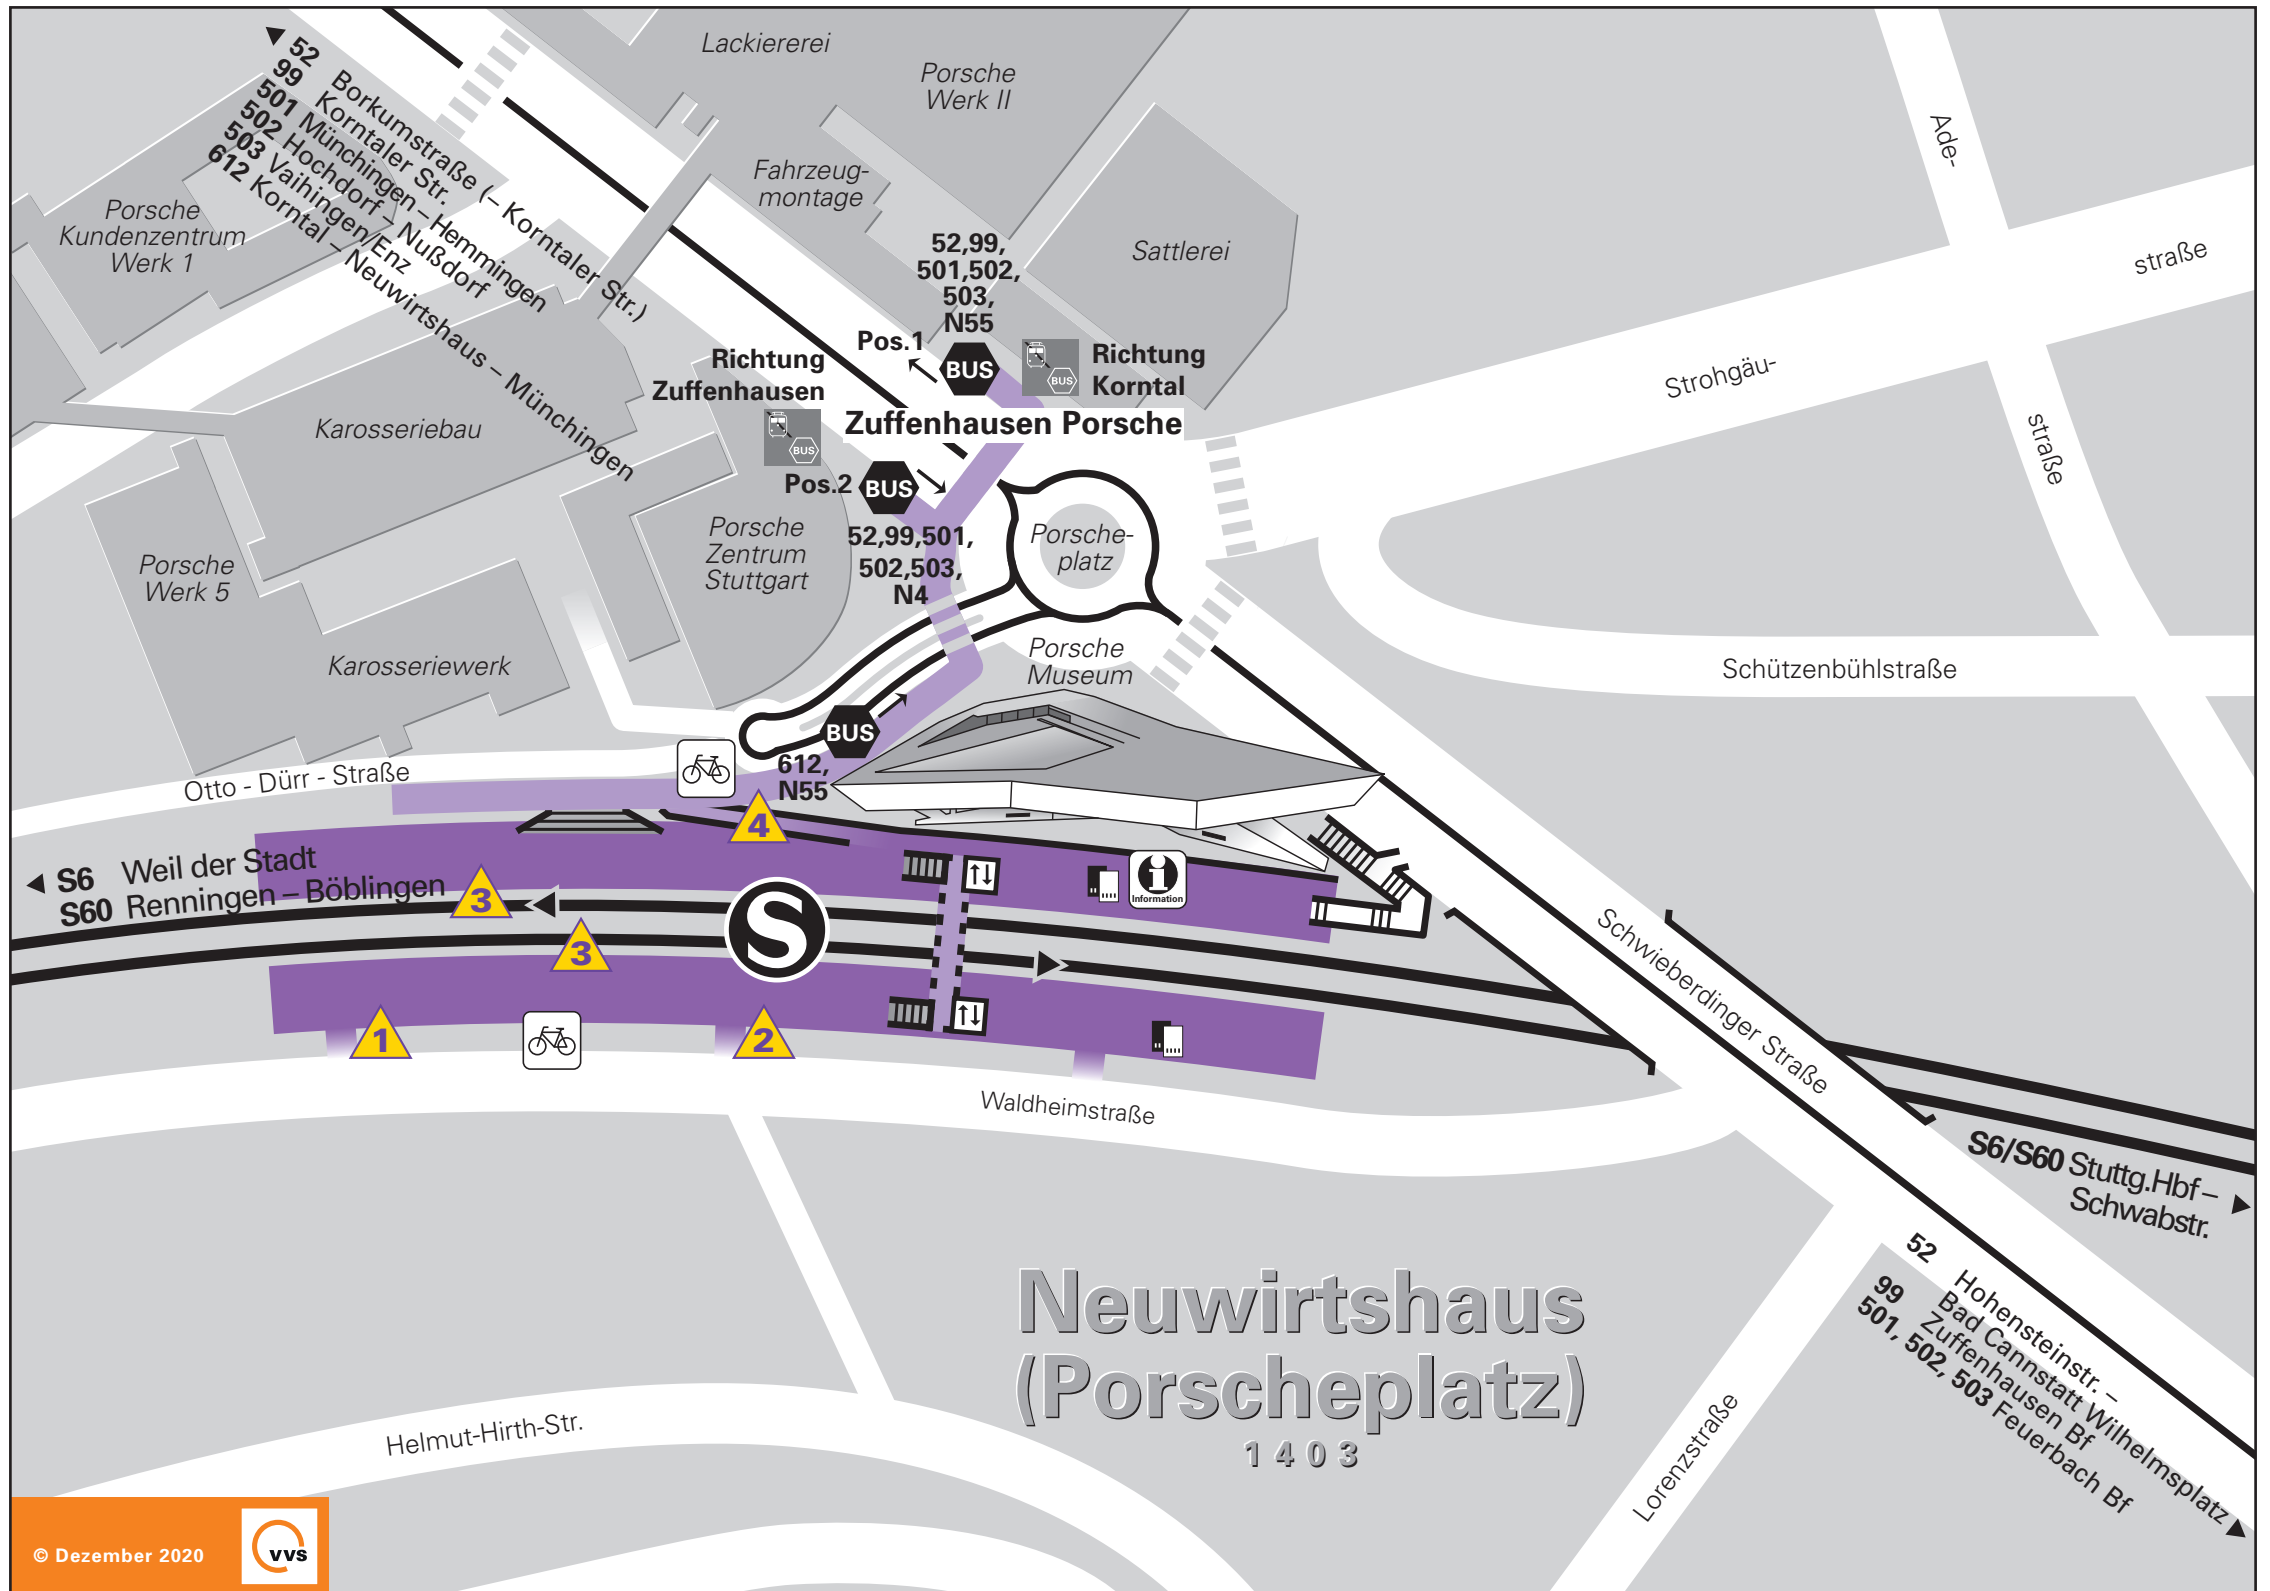 Lackiererei
Porsche
Werk II
52 Borkumstraße (– Korntaler Str.)
99 Korntaler Str.
501 Münchingen – Hemmingen
502 Hochdorf – Nußdorf
503 Vaihingen/Enz
612 Korntal – Neuwirtshaus – Münchingen
Porsche
Kundenzentrum
Werk 1
Fahrzeug-
montage
Sattlerei
Ade-
straße
straße
Strohgäu-
52,99,
501,502,
503,
N55
Pos.1
BUS
BUS
Richtung
Korntal
Richtung
Zuffenhausen
BUS
Zuffenhausen Porsche
Pos.2
BUS
52,99,501,
502,503,
N4
Karosseriebau
Porsche
Zentrum
Stuttgart
Porsche-
platz
Porsche
Werk 5
Karosseriewerk
Porsche
Museum
Schützenbühlstraße
BUS
612,
N55
Otto - Dürr - Straße
4
S6 Weil der Stadt
S60 Renningen – Böblingen
3
3
S
i
Information
1
2
Schwieberdinger Straße
Waldheimstraße
S6/S60 Stuttg.Hbf –
Schwabstr.
52 Hohensteinstr. –
Bad Cannstatt Wilhelmsplatz
99 Zuffenhausen Bf
501, 502, 503 Feuerbach Bf
Neuwirtshaus
(Porscheplatz)
1403
Helmut-Hirth-Str.
Lorenzstraße
© Dezember 2020
vvs